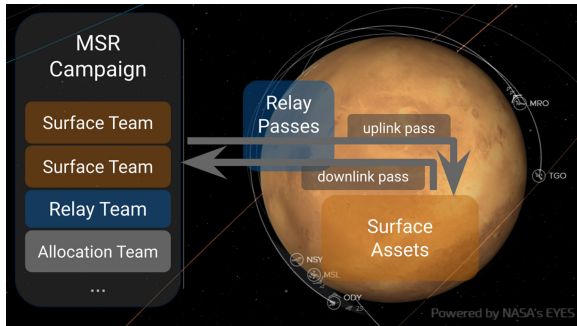 MSR
Campaign
Surface Team
Surface Team
Relay Team
Allocation Team
...
Relay
Passes
uplink pass
downlink pass
Surface
Assets
MRO
TGO
NSY
MSL
ODY
Powered by NASA's EYES